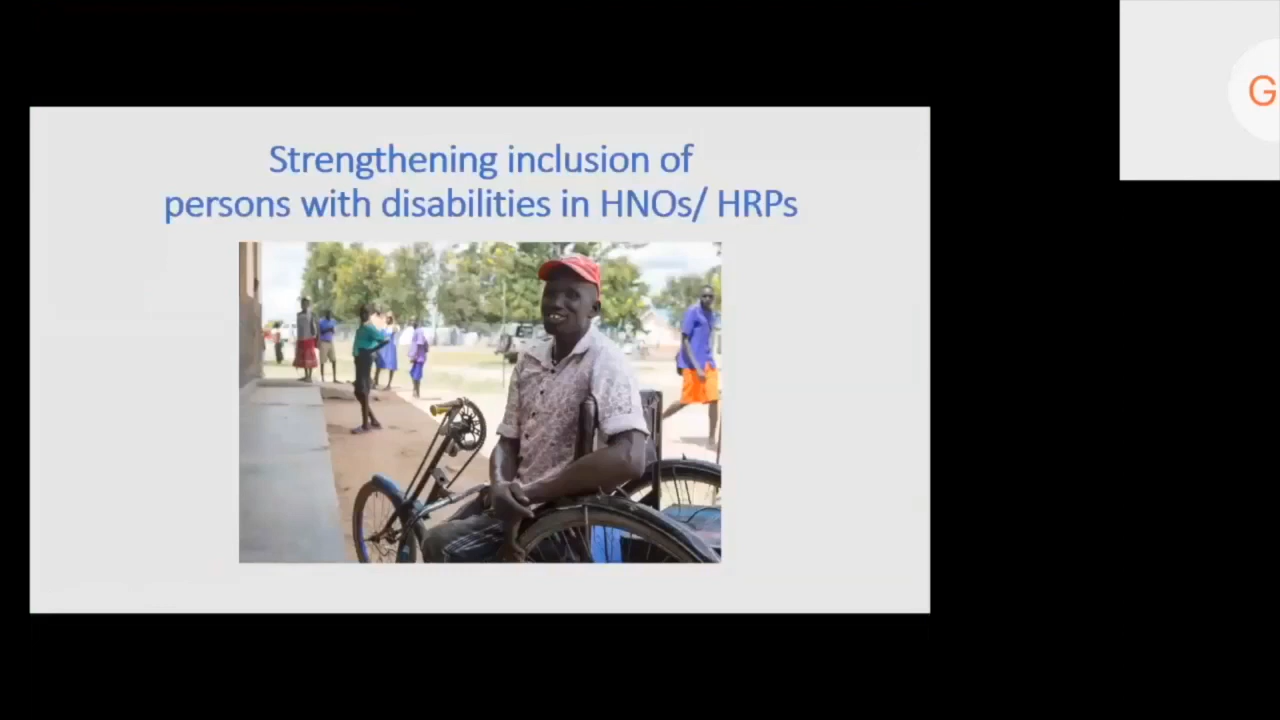 Strengthening inclusion of
persons with disabilities in HNOs/ HRPs
G